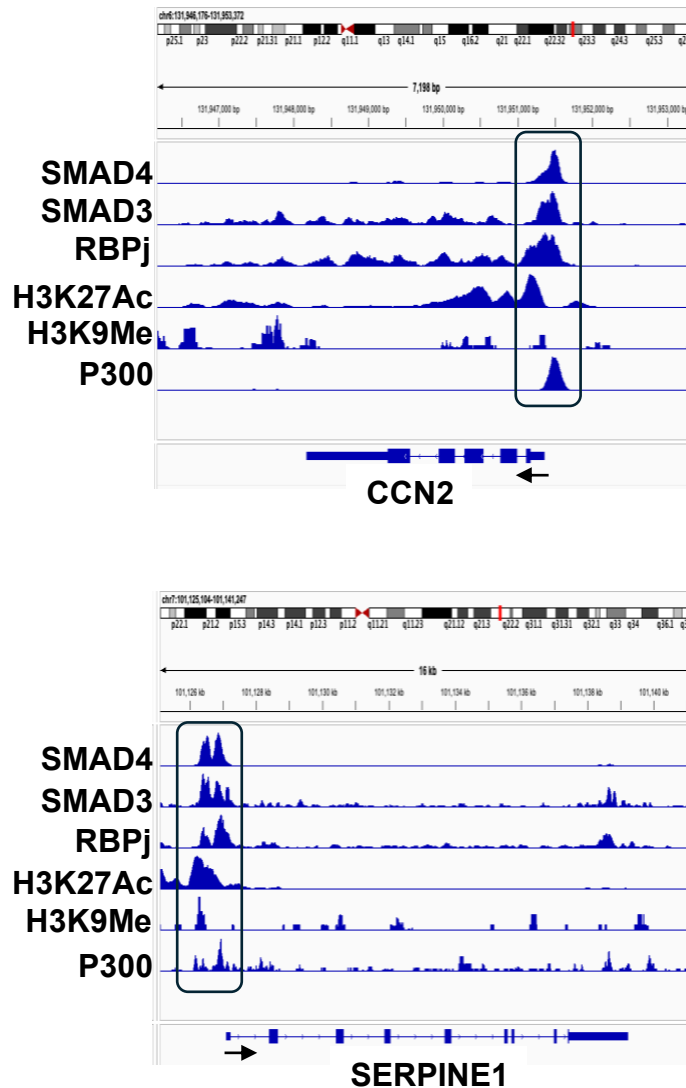 chr6:131,946,176-131,953,372
p25.1 p23 p22.2 p21.31 p21.1 p12.2 q11.1 q13 q14.1 q15 q16.2 q21 q22.1 q22.32 q23.3 q24.3 q25.3
7,198 bp
131,947,000 bp 131,948,000 bp 131,949,000 bp 131,950,000 bp 131,951,000 bp 131,952,000 bp 131,953,000 bp
SMAD4
SMAD3
RBPj
H3K27Ac
H3K9Me
P300
CCN2
chr7:101,125,104-101,141,247
p22.1 p21.2 p15.3 p14.3 p14.1 p12.3 p11.2 q11.21 q11.23 q21.12 q21.3 q22.2 q31.1 q31.31 q32.1 q33 q34 q36.1
16 kb
101,126 kb 101,128 kb 101,130 kb 101,132 kb 101,134 kb 101,136 kb 101,138 kb 101,140 kb
SMAD4
SMAD3
RBPj
H3K27Ac
H3K9Me
P300
SERPINE1